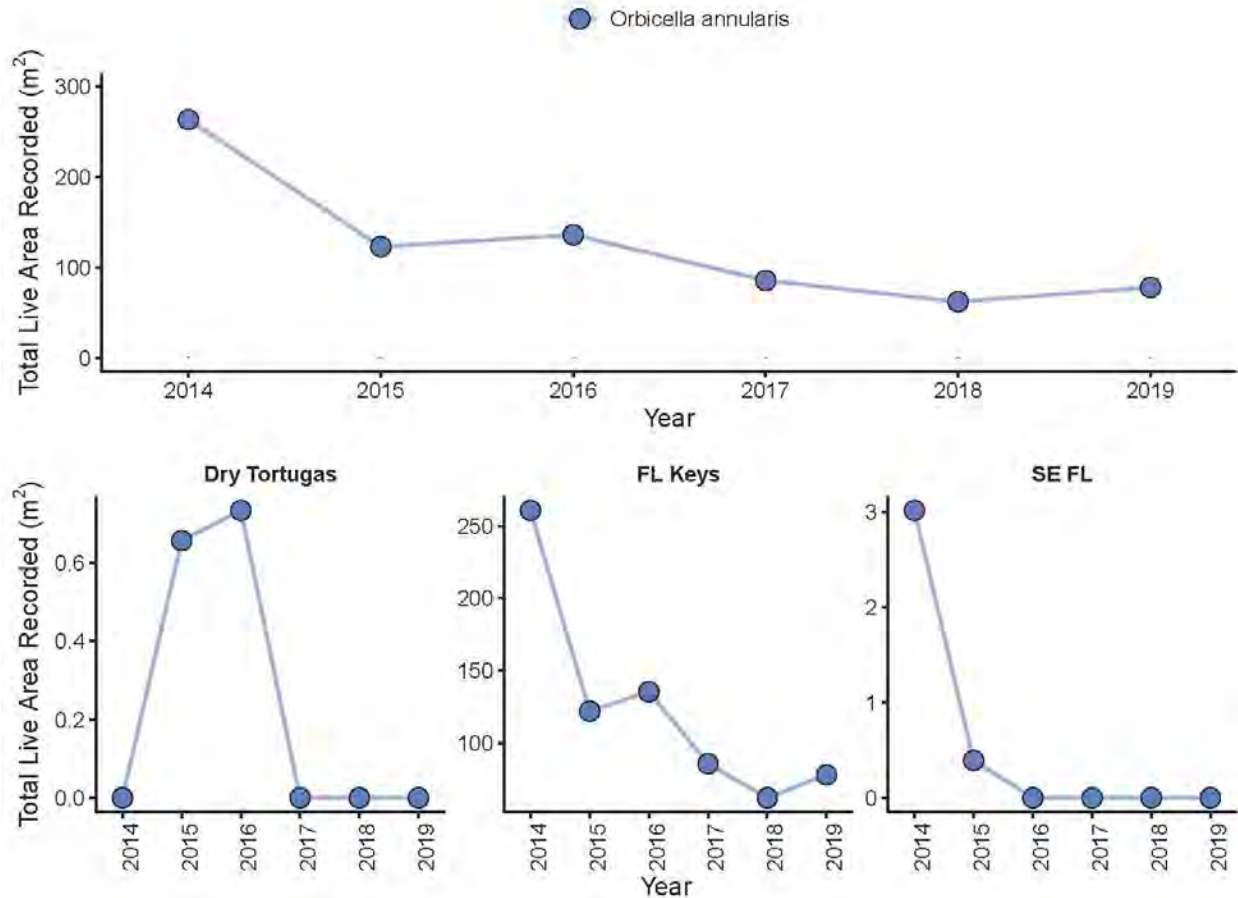 Orbicella annularis
Total Live Area Recorded (m²)
300
200
100
0
2014 2015 2016 2017 2018 2019
Year
Dry Tortugas FL Keys SE FL
Total Live Area Recorded (m²)
0.6
0.4
0.2
0.0
2014 2015 2016 2017 2018 2019
250
200
150
100
2014 2015 2016 2017 2018 2019
3
2
1
0
2014 2015 2016 2017 2018 2019
Year